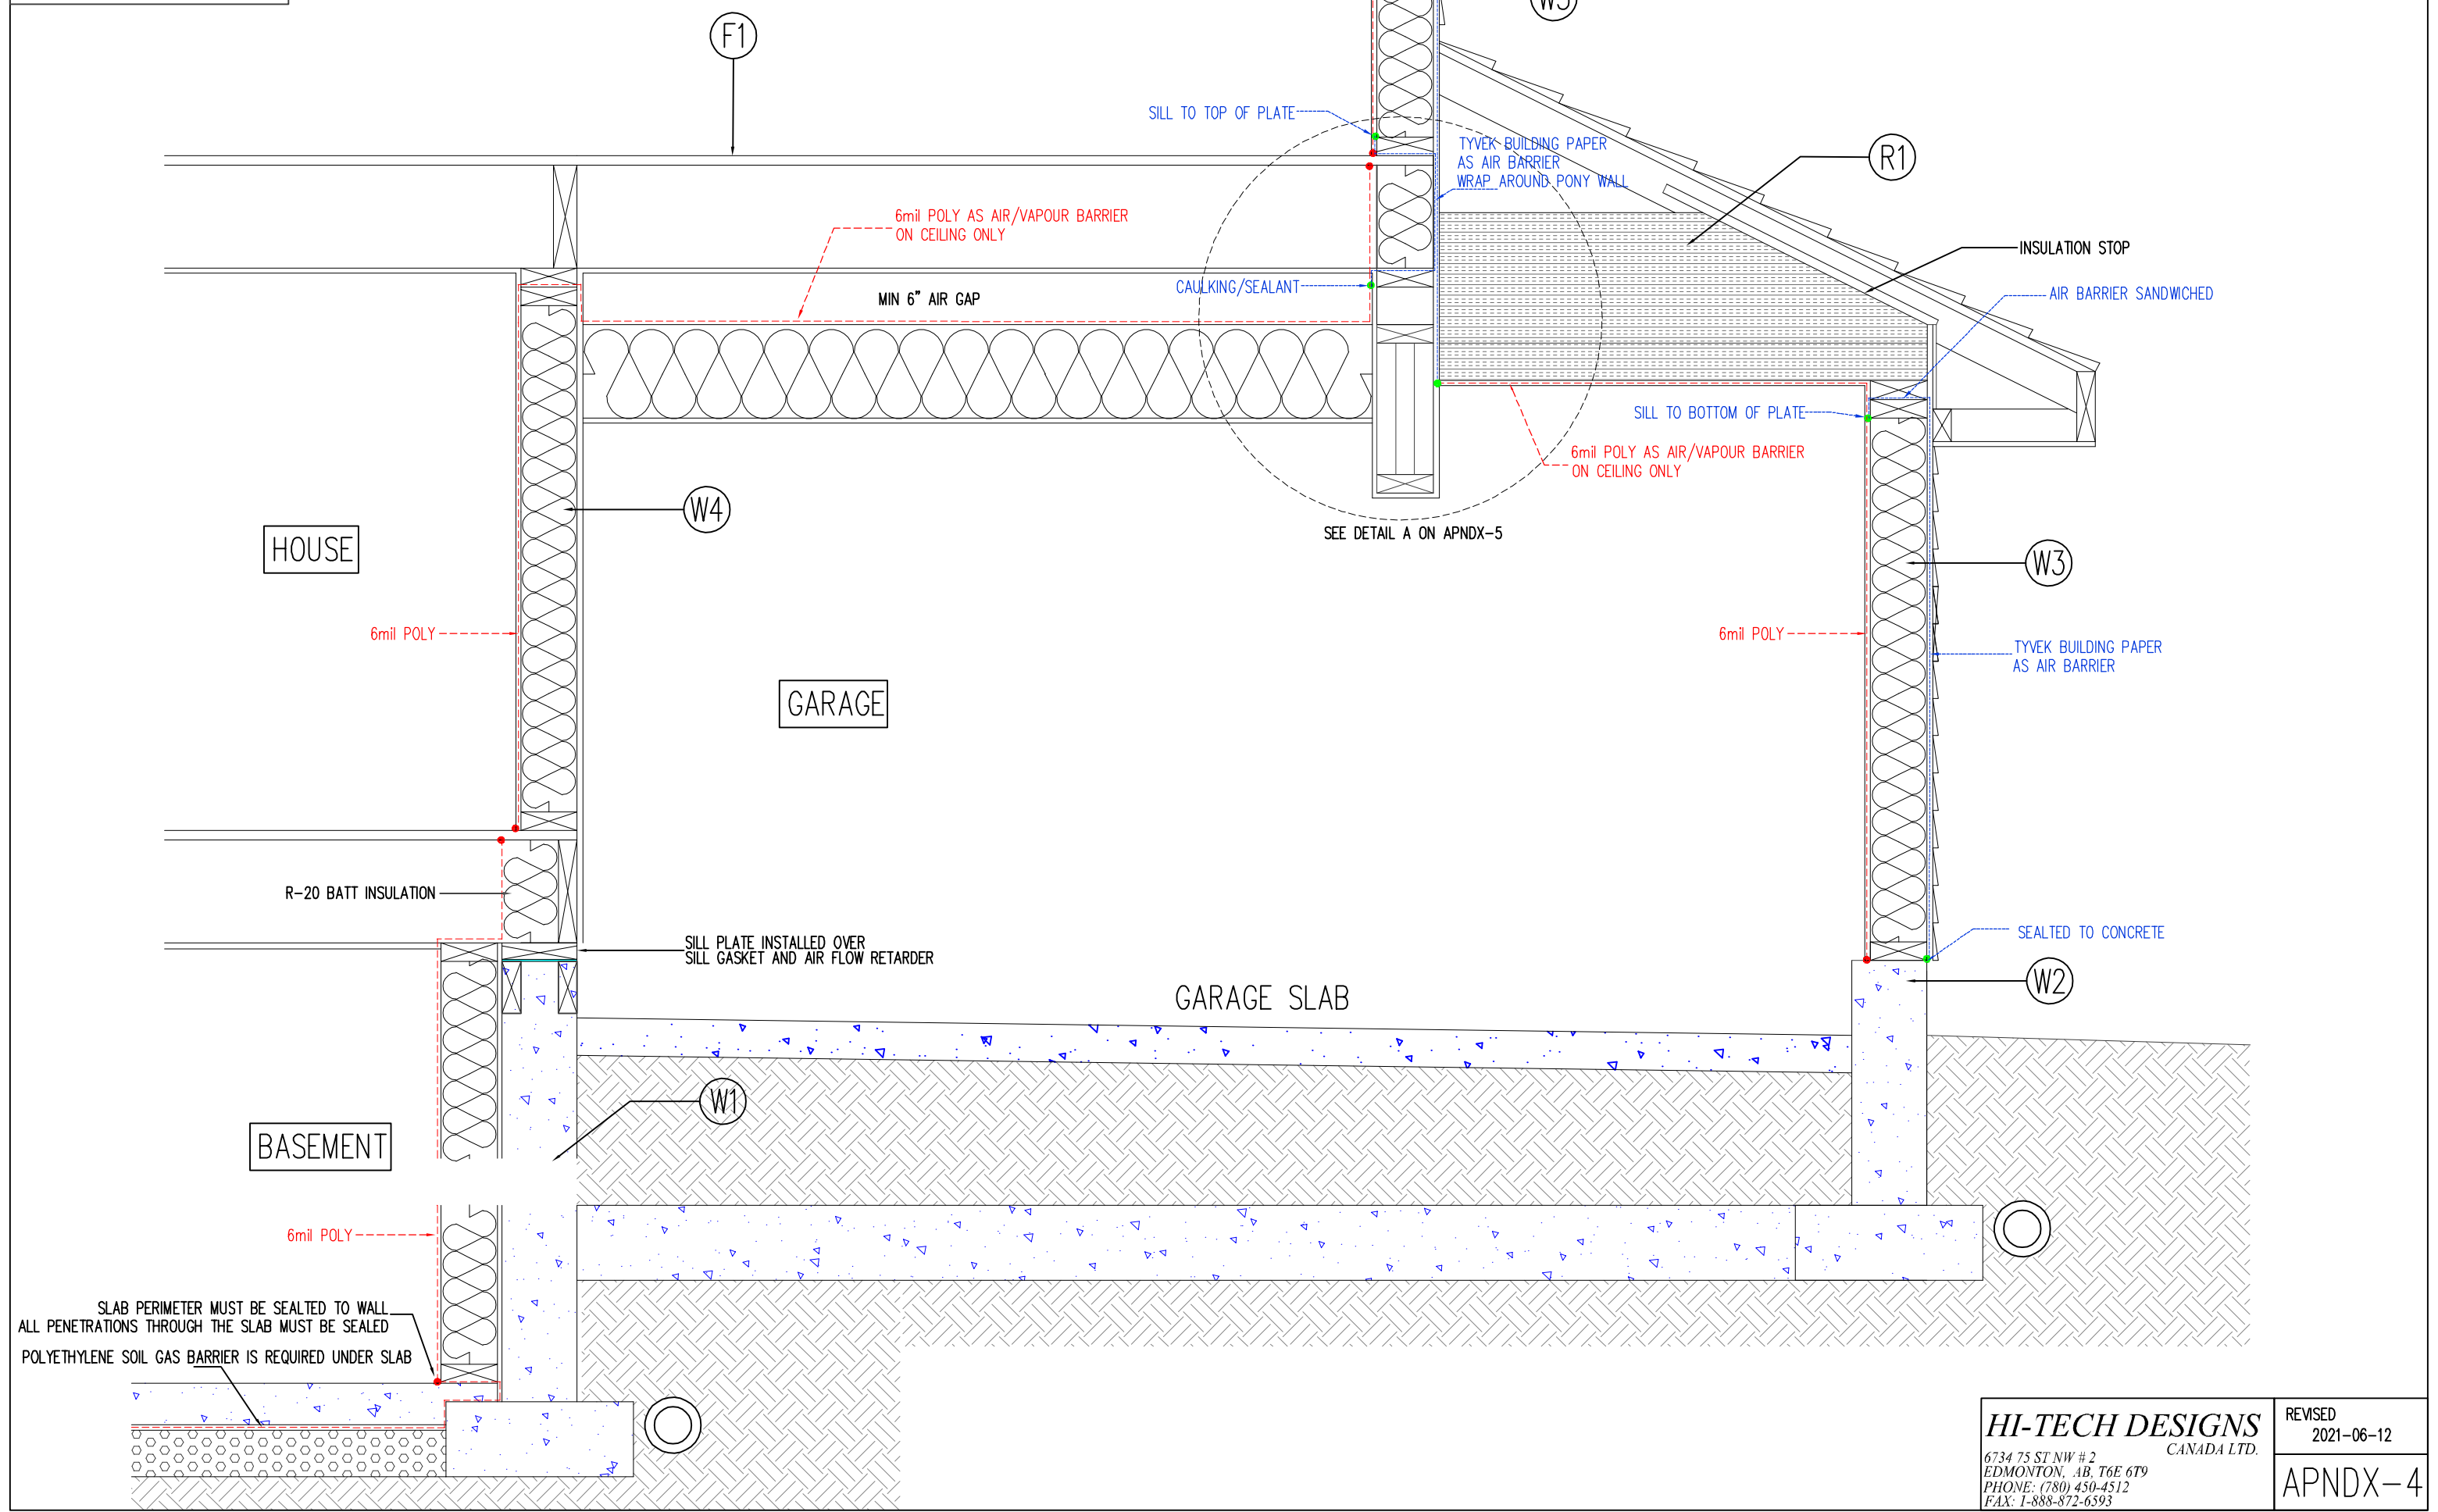 F1
SILL TO TOP OF PLATE
TYVEK BUILDING PAPER
AS AIR BARRIER
WRAP AROUND PONY WALL
R1
6mil POLY AS AIR/VAPOUR BARRIER
ON CEILING ONLY
INSULATION STOP
MIN 6" AIR GAP
CAULKING/SEALANT
AIR BARRIER SANDWICHED
SILL TO BOTTOM OF PLATE
6mil POLY AS AIR/VAPOUR BARRIER
ON CEILING ONLY
W4
SEE DETAIL A ON APNDX-5
HOUSE
W3
6mil POLY
6mil POLY
TYVEK BUILDING PAPER
AS AIR BARRIER
GARAGE
R-20 BATT INSULATION
SILL PLATE INSTALLED OVER
SILL GASKET AND AIR FLOW RETARDER
SEALTED TO CONCRETE
GARAGE SLAB
W2
W1
BASEMENT
6mil POLY
SLAB PERIMETER MUST BE SEALTED TO WALL
ALL PENETRATIONS THROUGH THE SLAB MUST BE SEALED
POLYETHYLENE SOIL GAS BARRIER IS REQUIRED UNDER SLAB
HI-TECH DESIGNS
CANADA LTD.
6734 75 ST NW # 2
EDMONTON, AB, T6E 6T9
PHONE: (780) 450-4512
FAX: 1-888-872-6593
REVISED
2021-06-12
APNDX-4